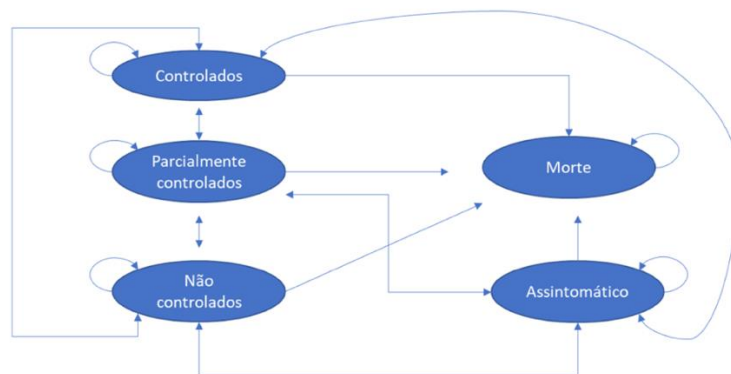 Controlados
Parcialmente
controlados
Morte
Não
controlados
Assintomático